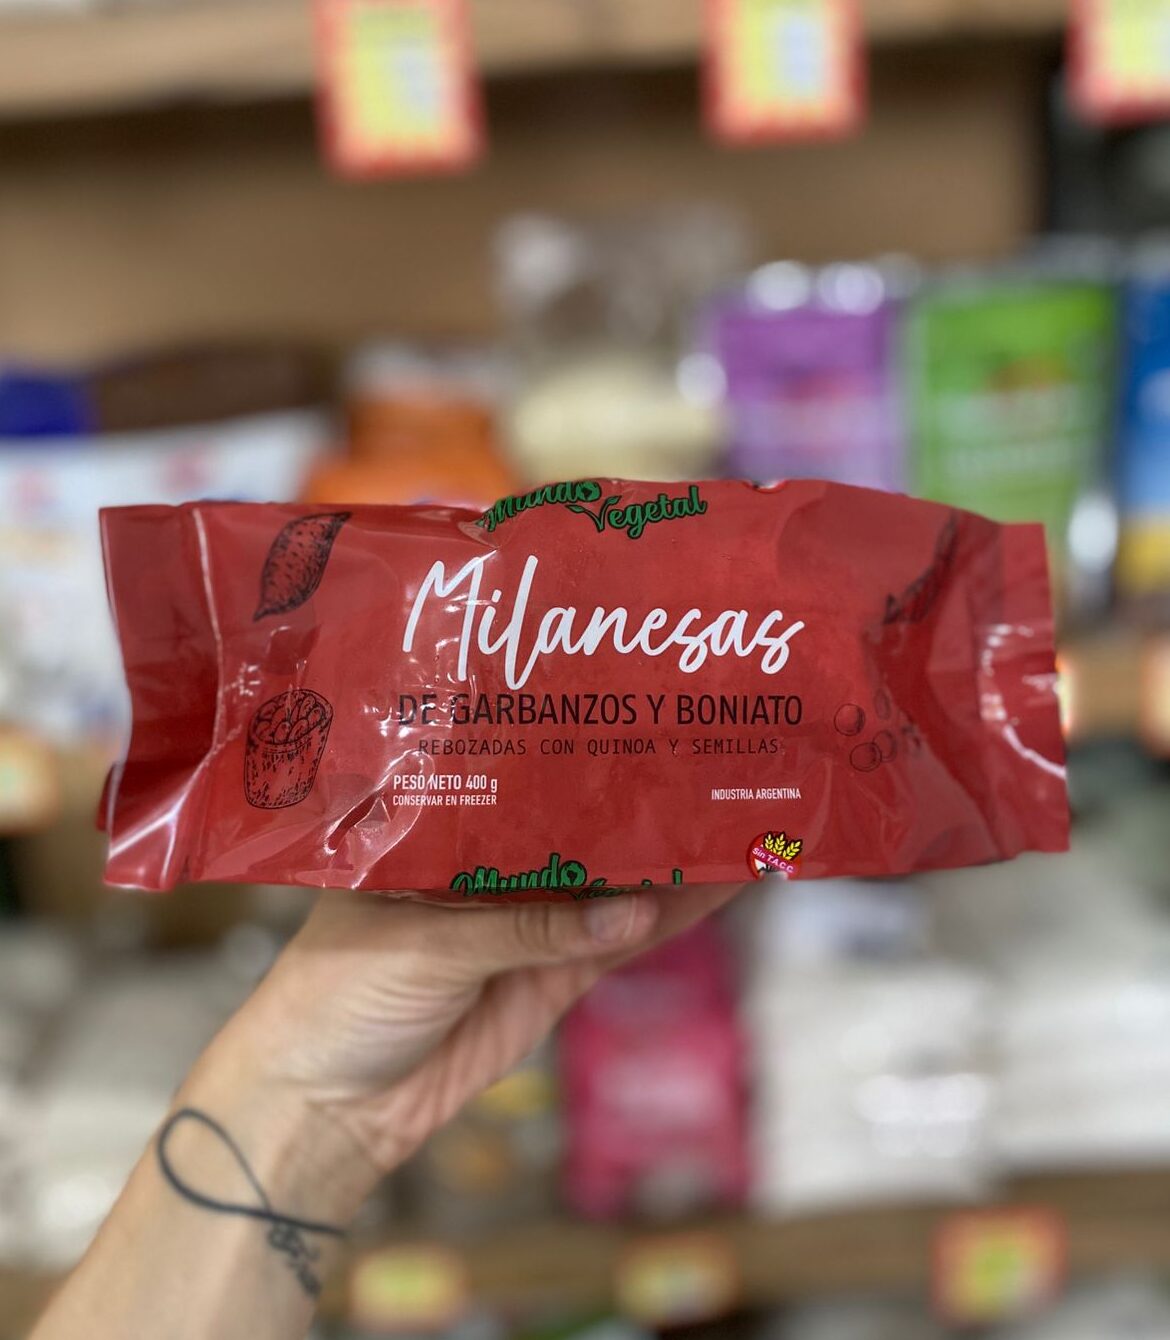 Mundo Vegetal
Milanesas
DE GARBANZOS Y BONIATO
REBOZADAS CON QUINOA Y SEMILLAS
PESO NETO 400 g
CONSERVAR EN FREEZER
INDUSTRIA ARGENTINA
Sin T.A.C.C.
Mundo Vegetal